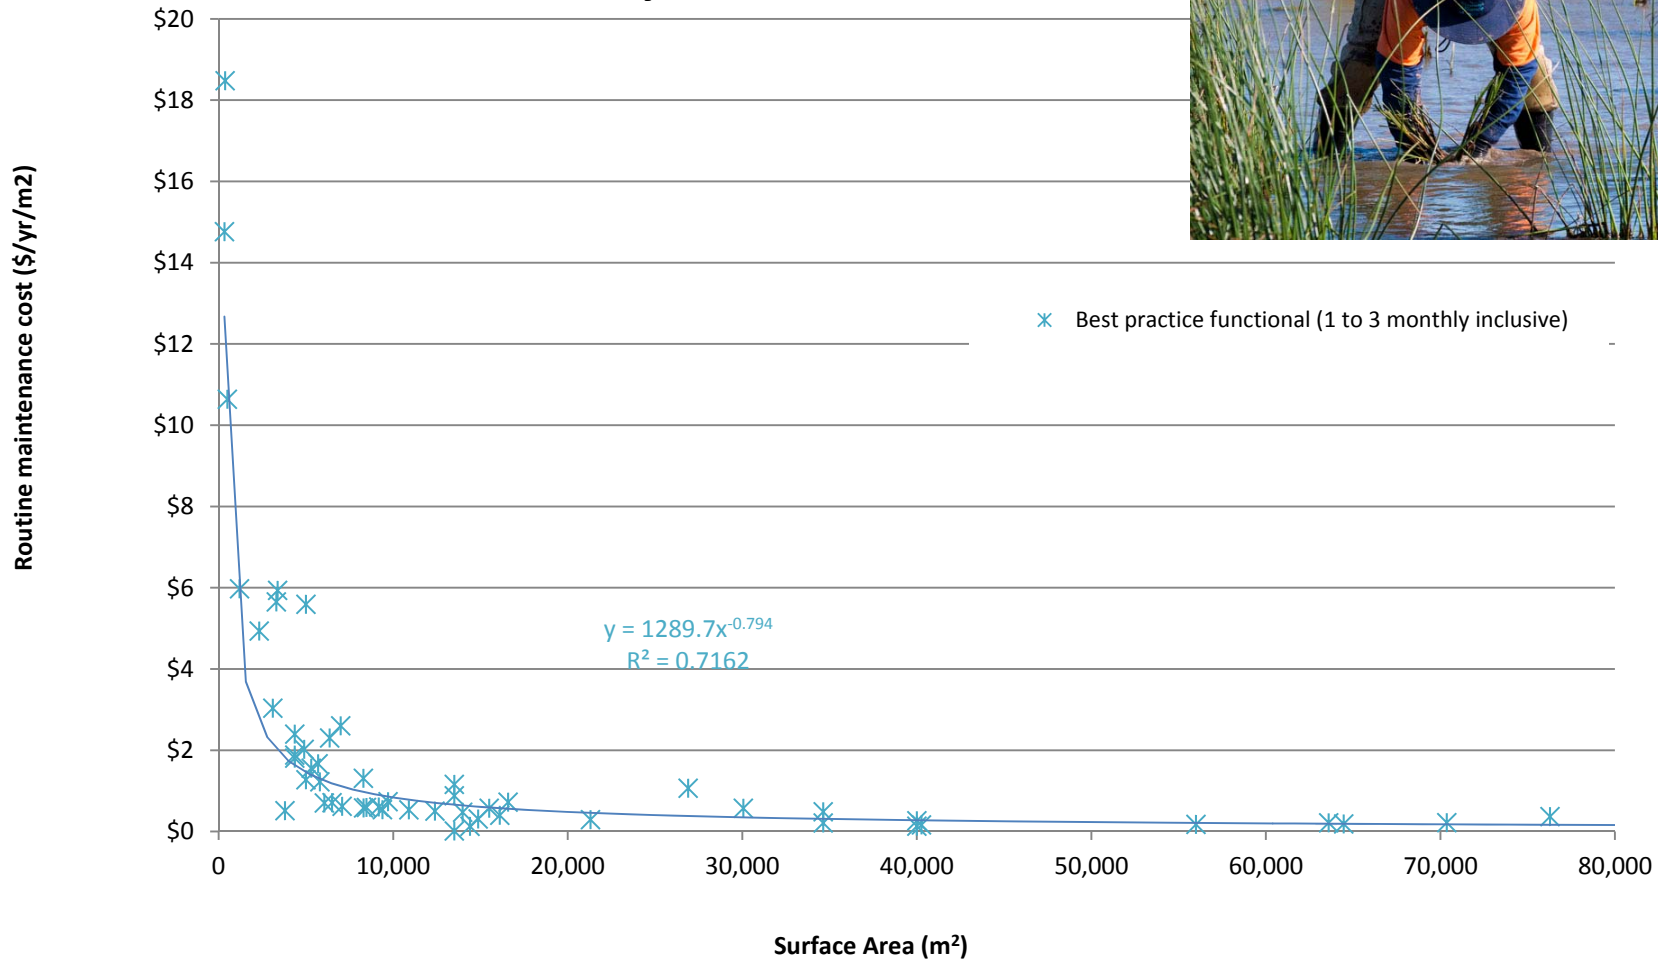 $20
$18
$16
$14
$12
$10
$8
$6
$4
$2
$0
Routine maintenance cost ($/yr/m2)
Best practice functional (1 to 3 monthly inclusive)
y = 1289.7x^-0.794
R² = 0.7162
0 10,000 20,000 30,000 40,000 50,000 60,000 70,000 80,000
Surface Area (m²)